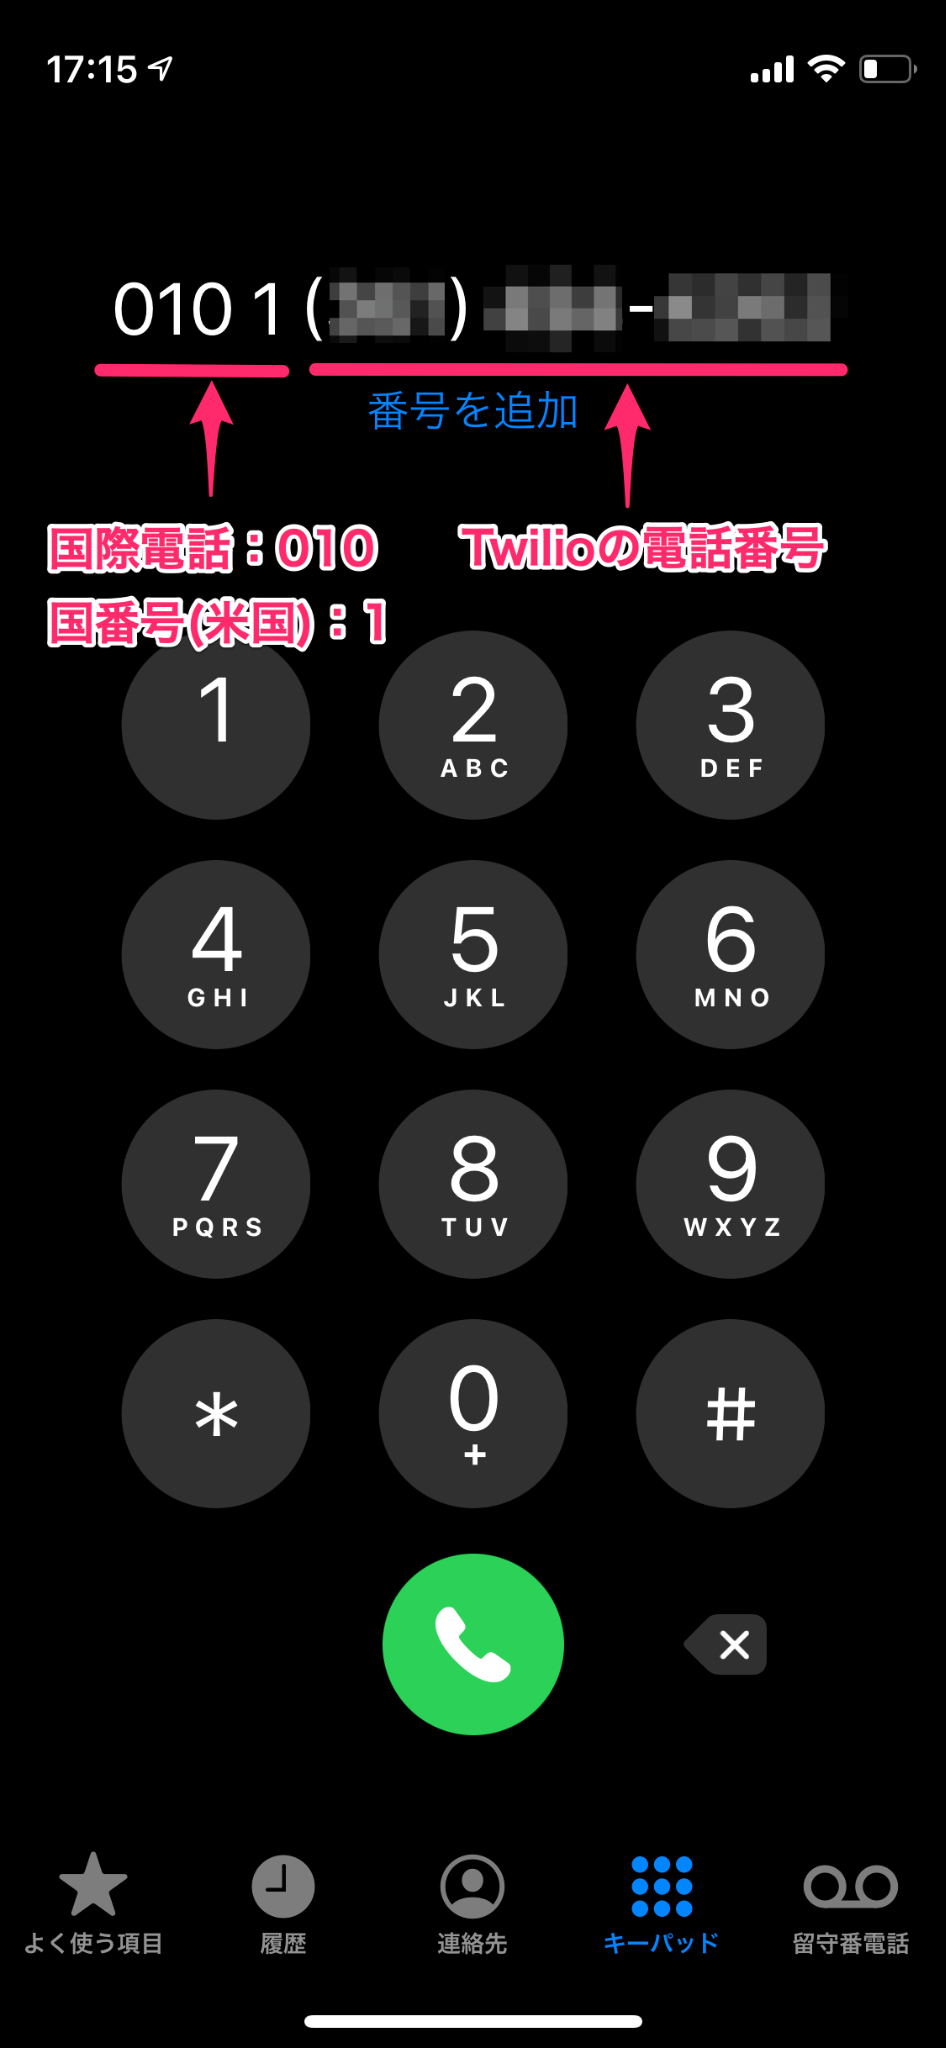 17:15
010 1 ( ) -
番号を追加
国際電話：010
Twilioの電話番号
国番号(米国)：1
1
2
ABC
3
DEF
4
GHI
5
JKL
6
MNO
7
PQRS
8
TUV
9
WXYZ
*
0
+
#
よく使う項目
履歴
連絡先
キーパッド
留守番電話